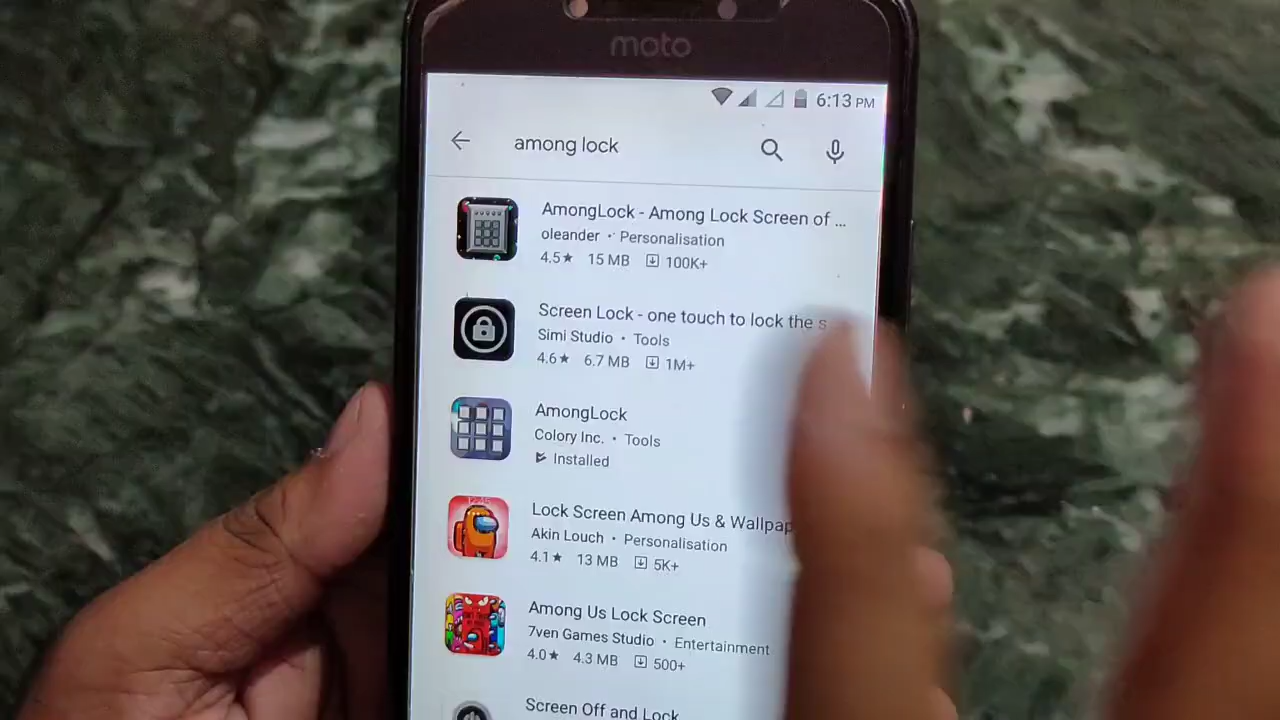 moto
6:13 PM
among lock
AmongLock - Among Lock Screen of ...
oleander · Personalisation
4.5★ 15 MB 100K+
Screen Lock - one touch to lock the s
Simi Studio · Tools
4.6★ 6.7 MB 1M+
AmongLock
Colory Inc. · Tools
Installed
12:45
Lock Screen Among Us & Wallpap
Akin Louch · Personalisation
4.1★ 13 MB 5K+
Among Us Lock Screen
7ven Games Studio · Entertainment
4.0★ 4.3 MB 500+
Screen Off and Lock